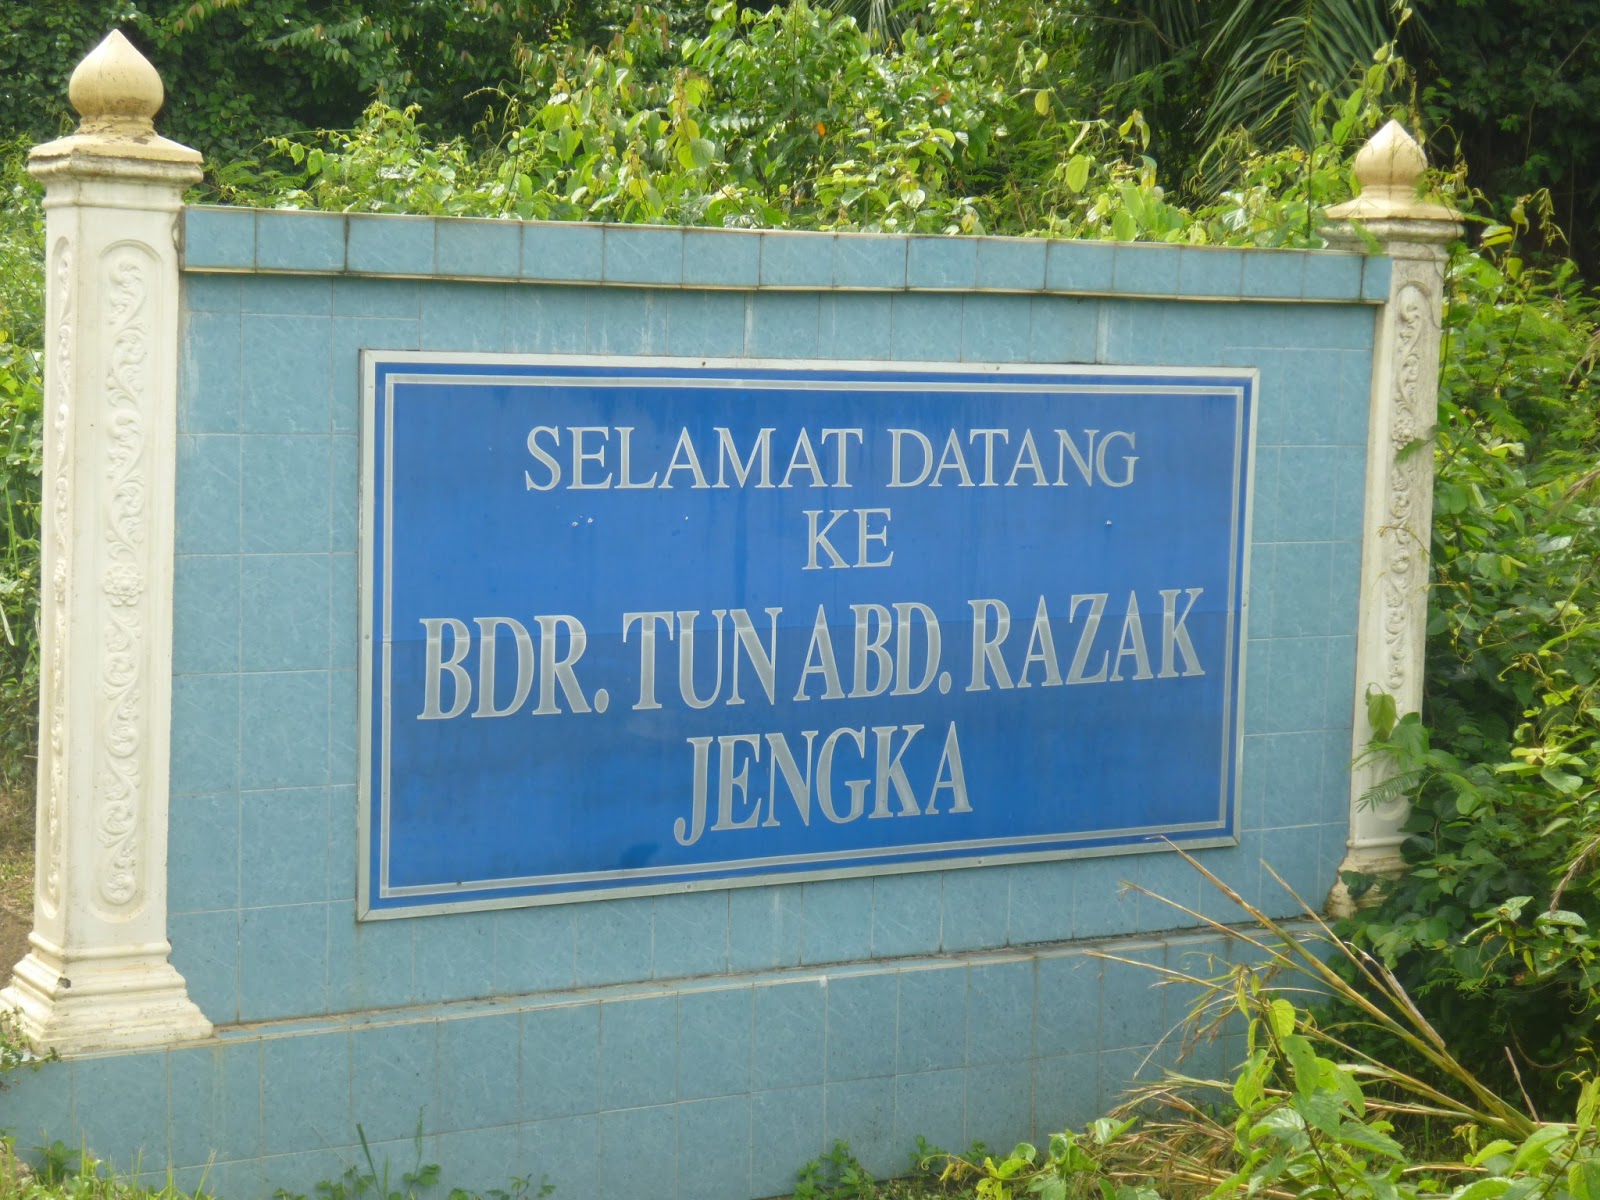 SELAMAT DATANG
KE
BDR. TUN ABD. RAZAK
JENGKA